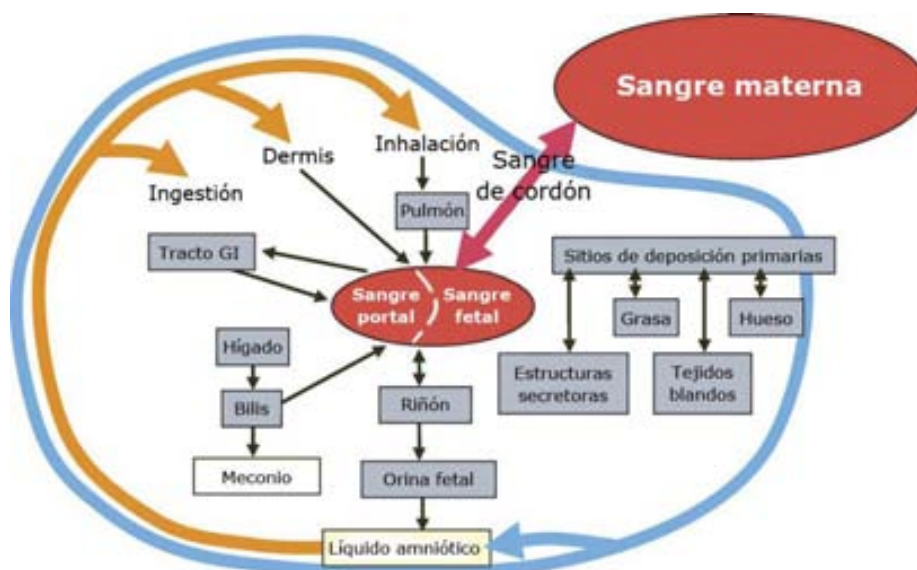 Sangre materna
Inhalación
Dermis
Sangre
de cordón
Ingestión
Pulmón
Tracto GI
Sitios de deposición primarias
Sangre
portal
Sangre
fetal
Grasa
Hueso
Hígado
Estructuras
secretoras
Tejidos
blandos
Bilis
Riñón
Meconio
Orina fetal
Líquido amniótico